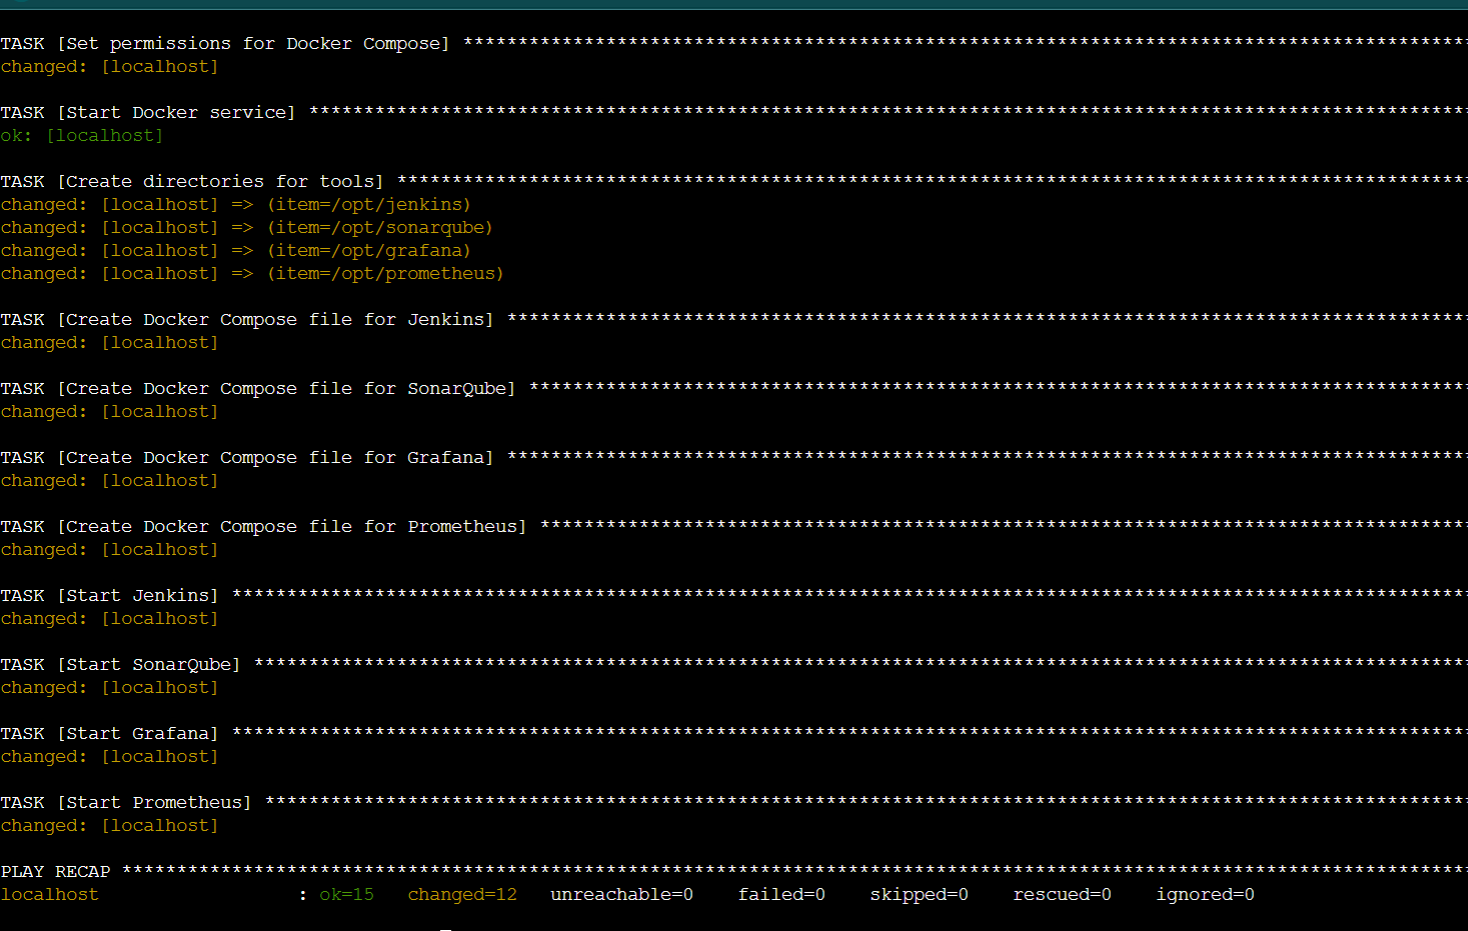 TASK [Set permissions for Docker Compose] *******************************************************************************************
changed: [localhost]
TASK [Start Docker service] *********************************************************************************************************
ok: [localhost]
TASK [Create directories for tools] *************************************************************************************************
changed: [localhost] => (item=/opt/jenkins)
changed: [localhost] => (item=/opt/sonarqube)
changed: [localhost] => (item=/opt/grafana)
changed: [localhost] => (item=/opt/prometheus)
TASK [Create Docker Compose file for Jenkins] ***************************************************************************************
changed: [localhost]
TASK [Create Docker Compose file for SonarQube] *************************************************************************************
changed: [localhost]
TASK [Create Docker Compose file for Grafana] ***************************************************************************************
changed: [localhost]
TASK [Create Docker Compose file for Prometheus] ************************************************************************************
changed: [localhost]
TASK [Start Jenkins] ****************************************************************************************************************
changed: [localhost]
TASK [Start SonarQube] **************************************************************************************************************
changed: [localhost]
TASK [Start Grafana] ****************************************************************************************************************
changed: [localhost]
TASK [Start Prometheus] *************************************************************************************************************
changed: [localhost]
PLAY RECAP **************************************************************************************************************************
localhost : ok=15 changed=12 unreachable=0 failed=0 skipped=0 rescued=0 ignored=0